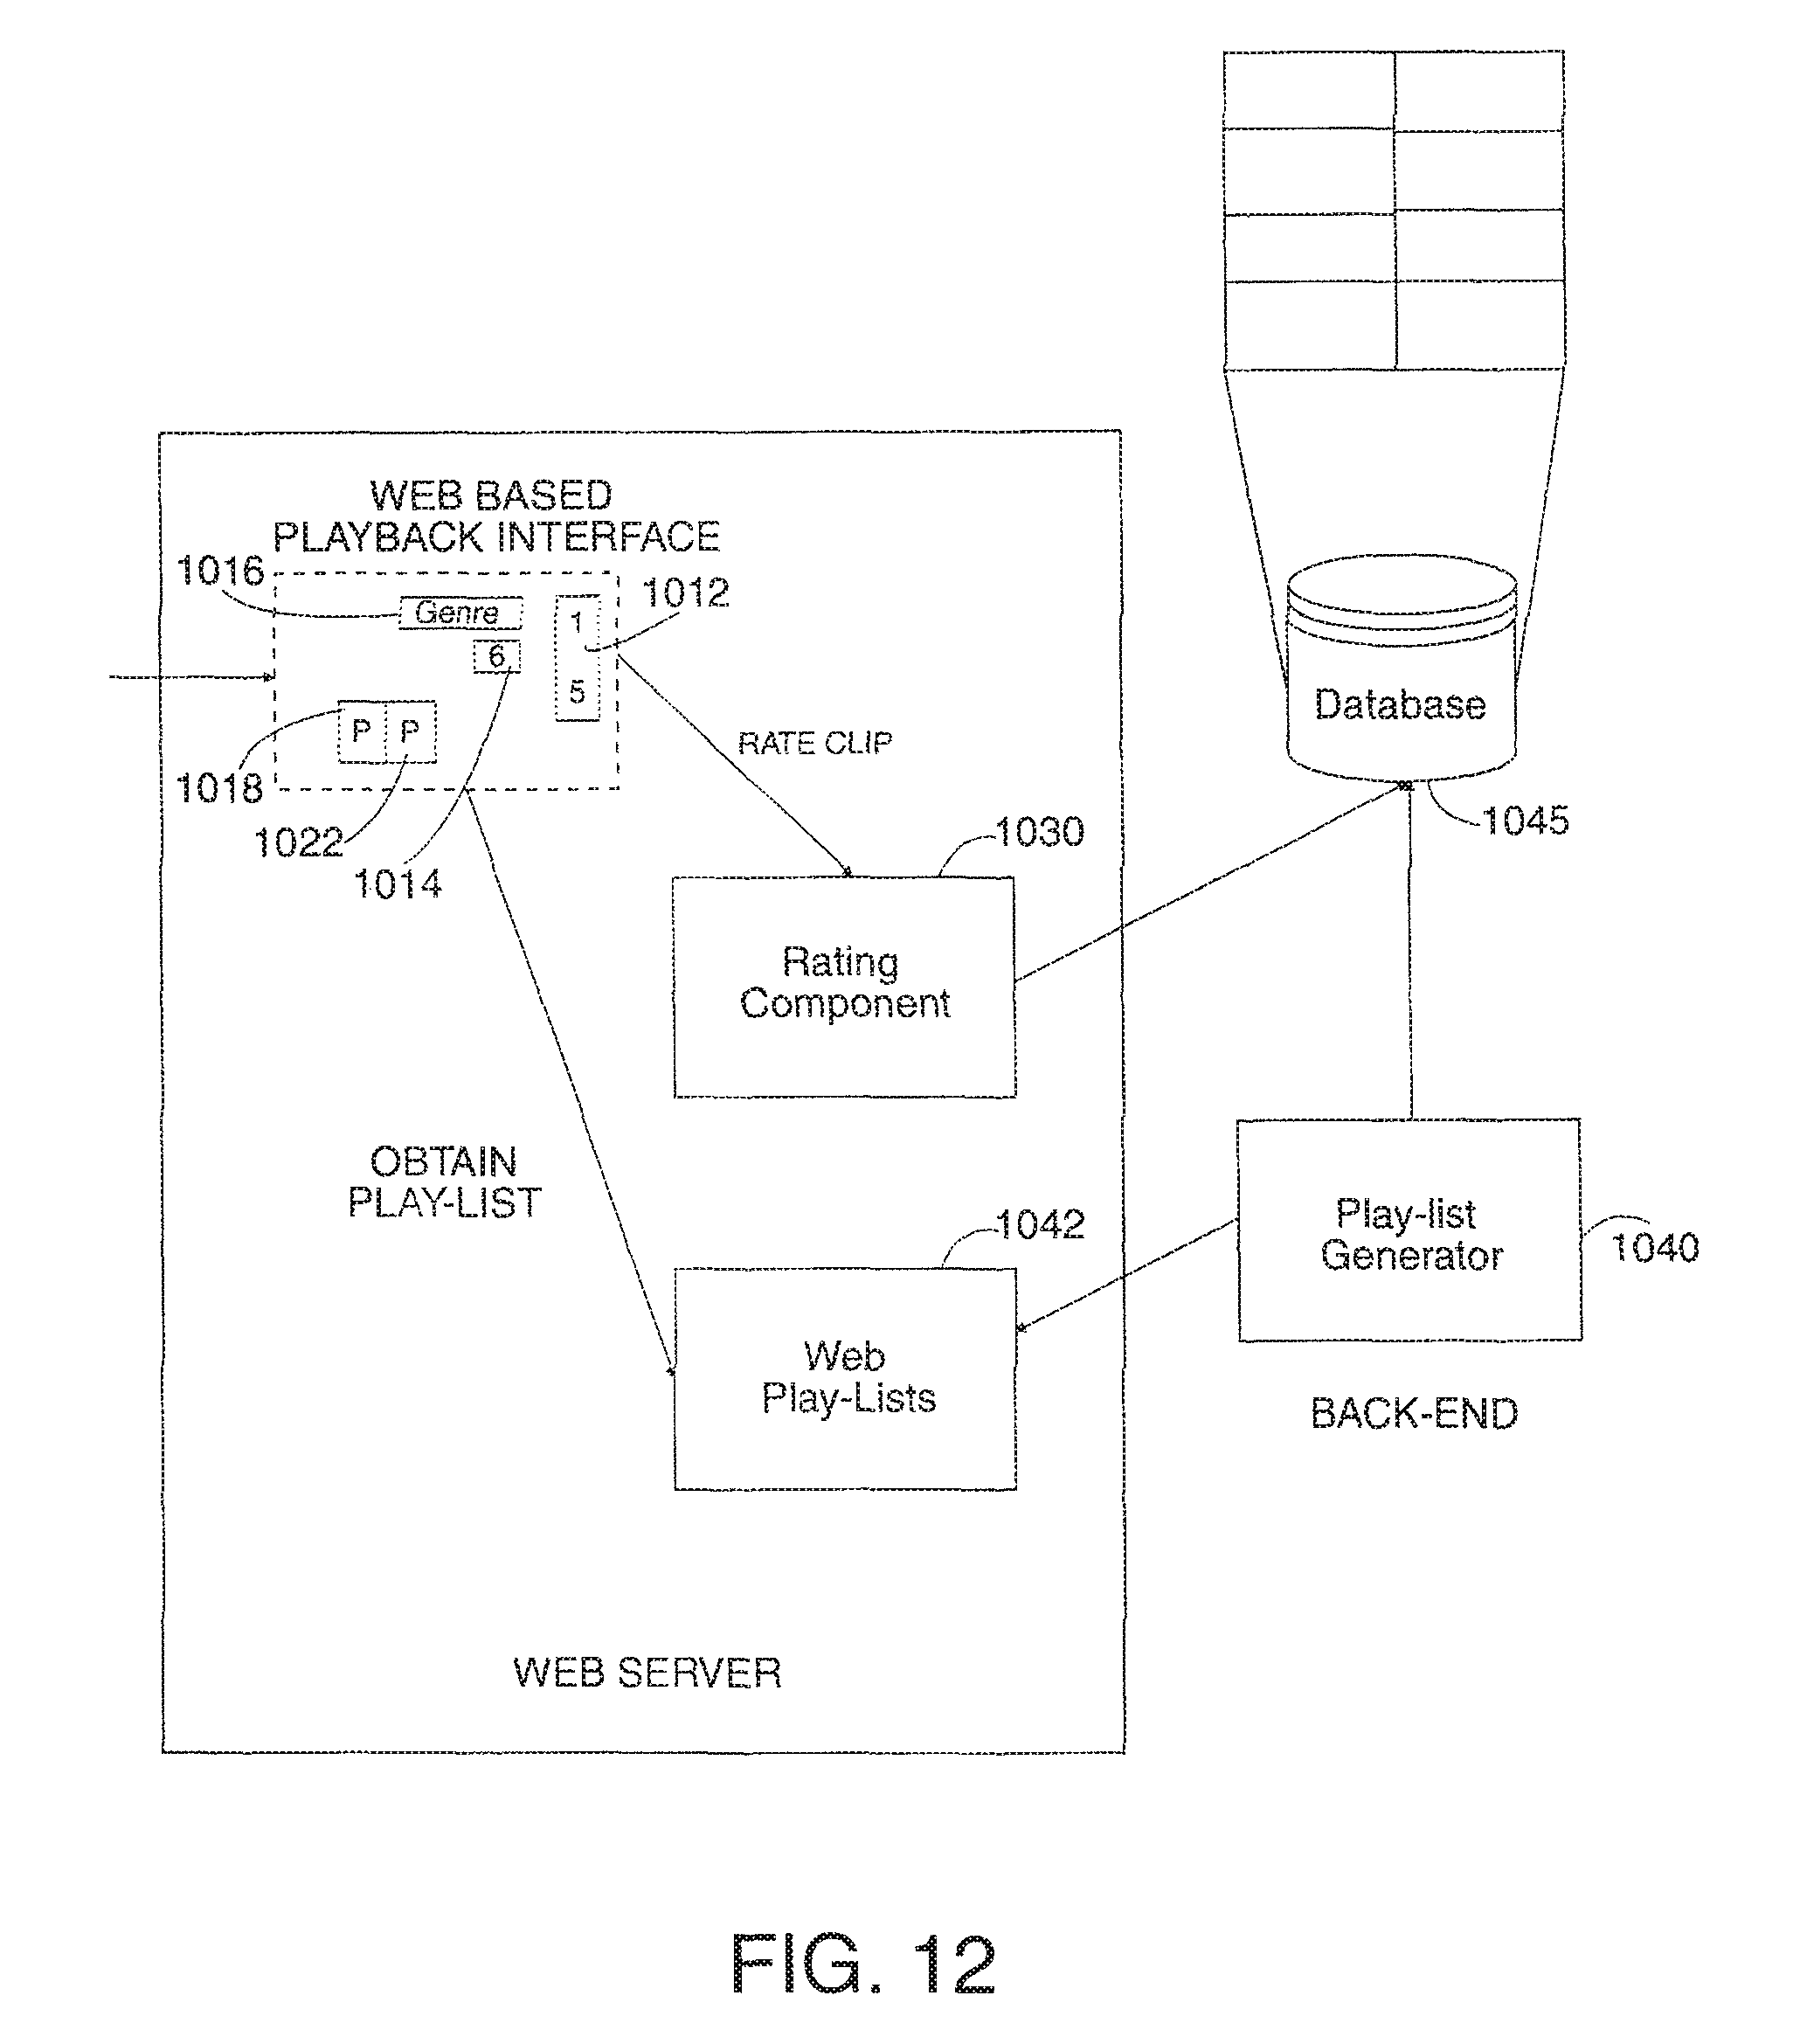 WEB BASED
PLAYBACK INTERFACE
1016
Genre
1012
1
6
5
P P
1018
1022
1014
RATE CLIP
Database
1045
1030
Rating
Component
OBTAIN
PLAY-LIST
1042
Web
Play-Lists
Play-list
Generator
1040
BACK-END
WEB SERVER
FIG. 12